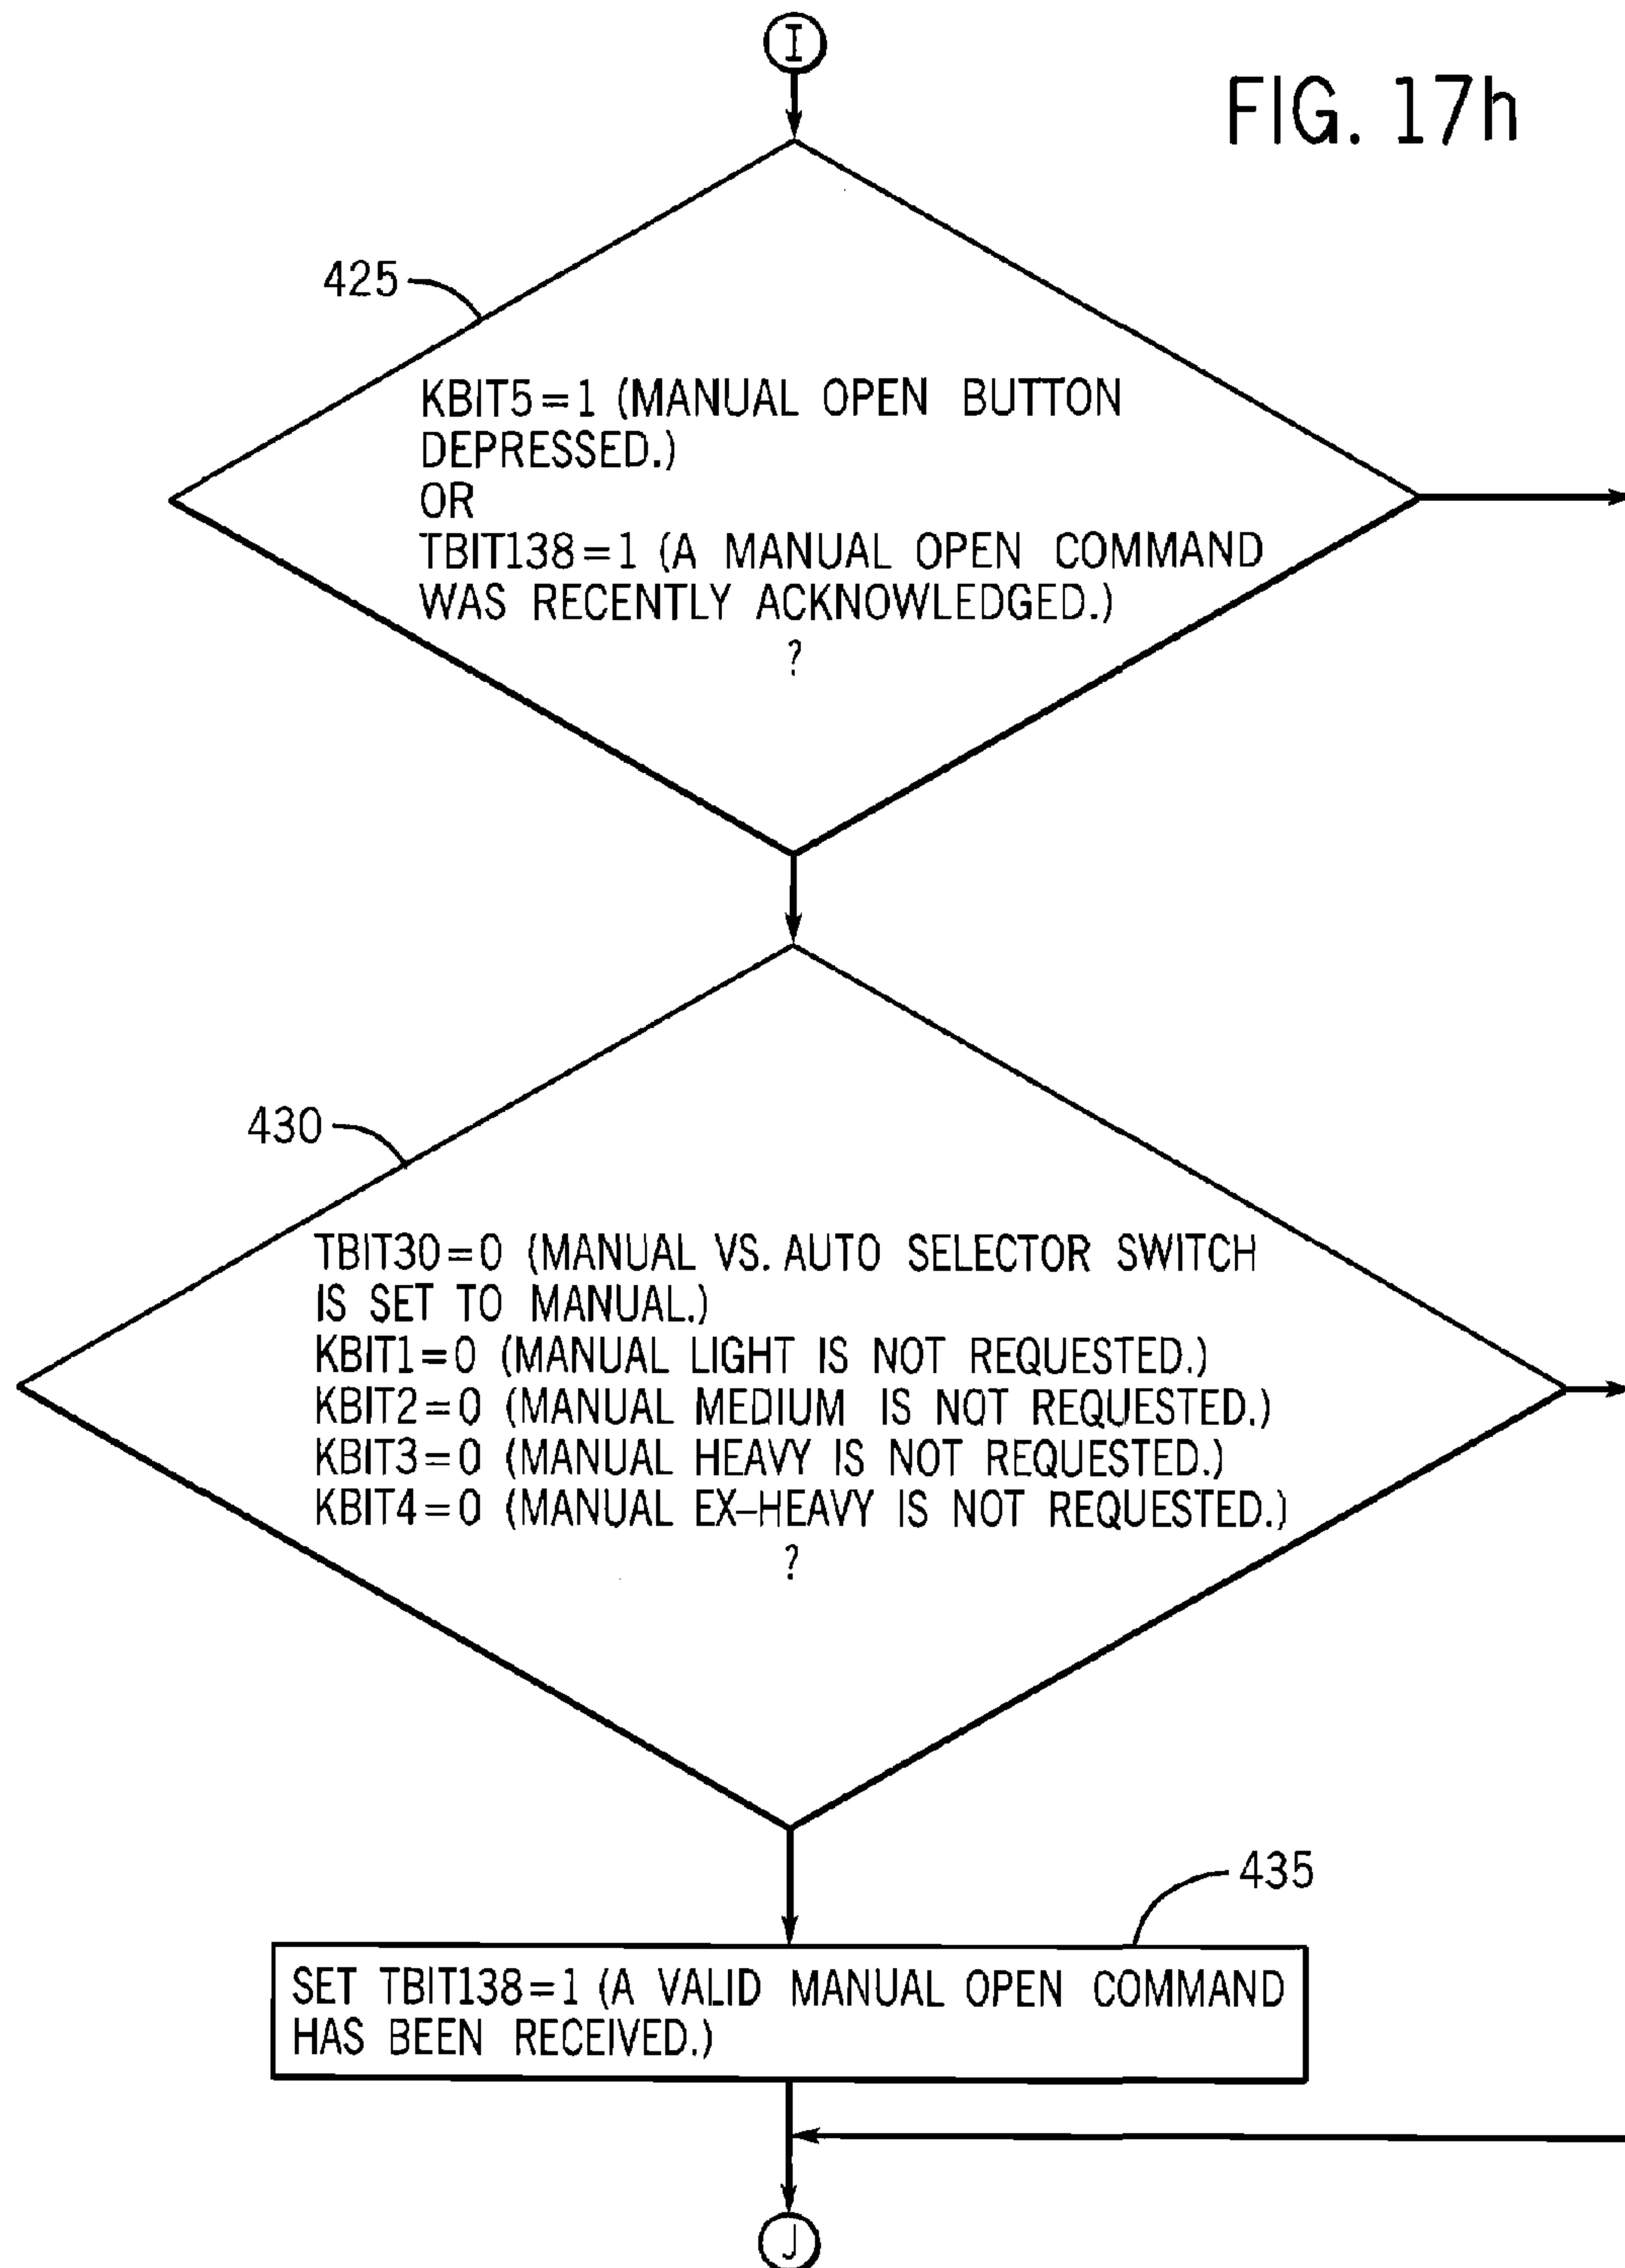 I
FIG. 17h
425
KBIT5=1 (MANUAL OPEN BUTTON
DEPRESSED.)
OR
TBIT138=1 (A MANUAL OPEN COMMAND
WAS RECENTLY ACKNOWLEDGED.)
?
430
TBIT30=0 (MANUAL VS. AUTO SELECTOR SWITCH
IS SET TO MANUAL.)
KBIT1=0 (MANUAL LIGHT IS NOT REQUESTED.)
KBIT2=0 (MANUAL MEDIUM IS NOT REQUESTED.)
KBIT3=0 (MANUAL HEAVY IS NOT REQUESTED.)
KBIT4=0 (MANUAL EX-HEAVY IS NOT REQUESTED.)
?
435
SET TBIT138=1 (A VALID MANUAL OPEN COMMAND
HAS BEEN RECEIVED.)
J